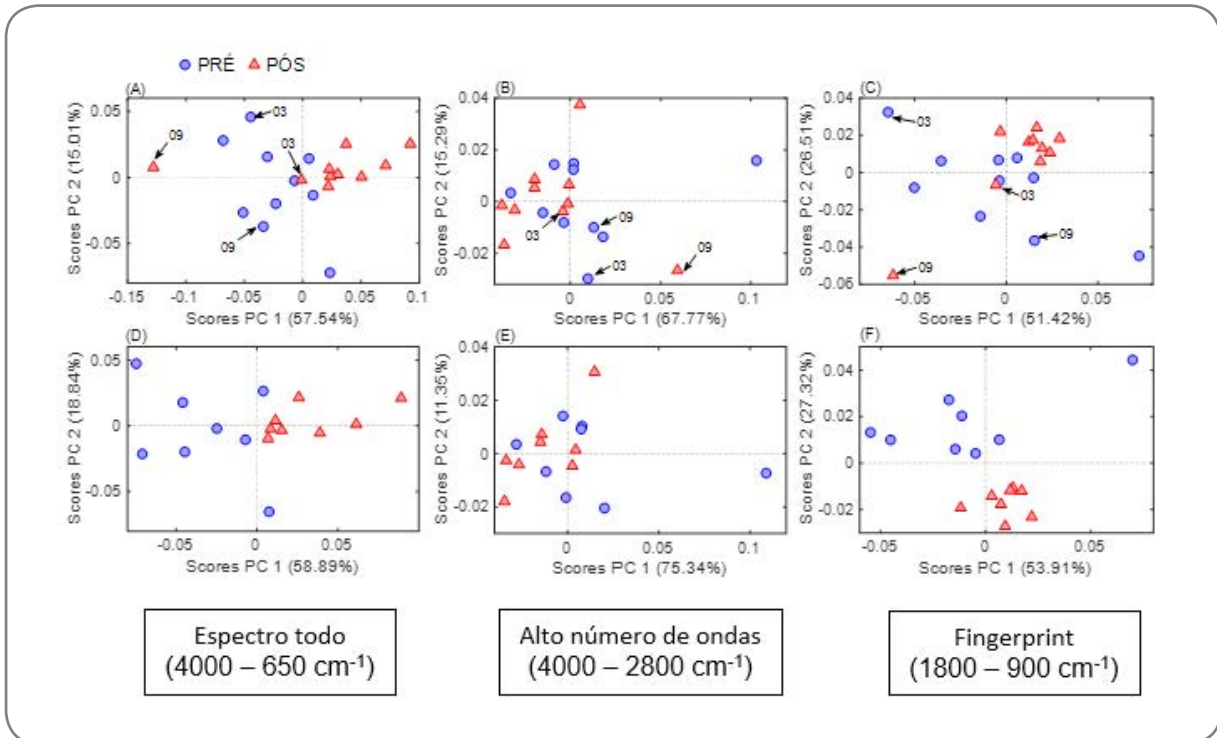 PRÉ PÓS
(A)
Scores PC 2 (15.01%)
0.05
0
-0.05
03
09
03
09
-0.15 -0.1 -0.05 0 0.05 0.1
Scores PC 1 (57.54%)
(B)
Scores PC 2 (15.29%)
0.04
0.02
0
-0.02
03
09
09
03
0 0.05 0.1
Scores PC 1 (67.77%)
(C)
Scores PC 2 (26.51%)
0.04
0.02
0
-0.02
-0.04
-0.06
03
03
09
09
-0.05 0 0.05
Scores PC 1 (51.42%)
(D)
Scores PC 2 (18.84%)
0.05
0
-0.05
-0.05 0 0.05
Scores PC 1 (58.89%)
(E)
Scores PC 2 (11.35%)
0.04
0.02
0
-0.02
0 0.05 0.1
Scores PC 1 (75.34%)
(F)
Scores PC 2 (27.32%)
0.04
0.02
0
-0.02
-0.05 0 0.05
Scores PC 1 (53.91%)
Espectro todo
(4000 – 650 cm⁻¹)
Alto número de ondas
(4000 – 2800 cm⁻¹)
Fingerprint
(1800 – 900 cm⁻¹)